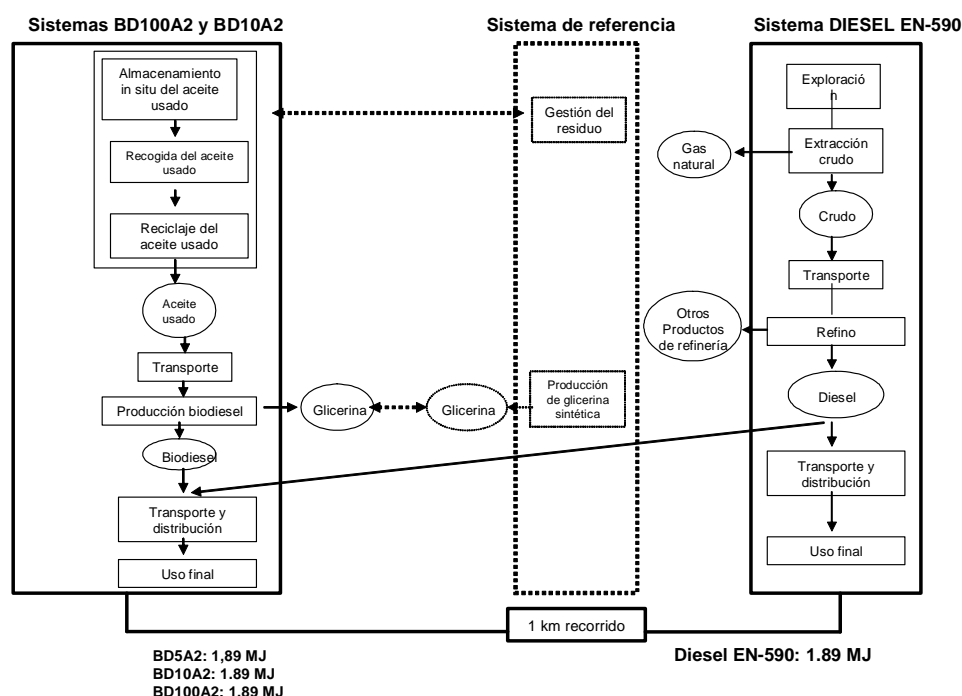 Sistemas BD100A2 y BD10A2
Almacenamiento
in situ del aceite
usado
Recogida del aceite
usado
Reciclaje del
aceite usado
Aceite
usado
Transporte
Producción biodiesel
Biodiesel
Transporte y
distribución
Uso final
Glicerina
Sistema de referencia
Gestión del
residuo
Glicerina
Producción
de glicerina
sintética
Sistema DIESEL EN-590
Exploració
n
Extracción
crudo
Gas
natural
Crudo
Transporte
Refino
Otros
Productos
de refinería
Diesel
Transporte y
distribución
Uso final
1 km recorrido
BD5A2: 1,89 MJ
BD10A2: 1.89 MJ
BD100A2: 1.89 MJ
Diesel EN-590: 1.89 MJ